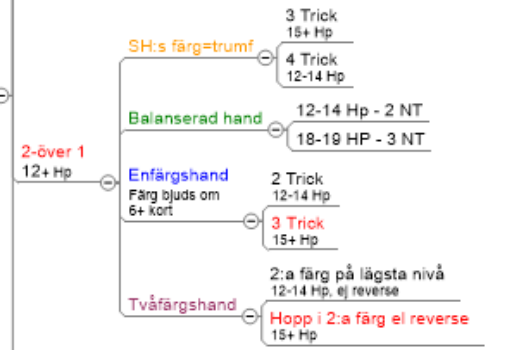 3 Trick
15+ Hp
SH:s färg=trumf
4 Trick
12-14 Hp
Balanserad hand
12-14 Hp - 2 NT
18-19 HP - 3 NT
2-över 1
12+ Hp
Enfärgshand
Färg bjuds om
6+ kort
2 Trick
12-14 Hp
3 Trick
15+ Hp
Tvåfärgshand
2:a färg på lägsta nivå
12-14 Hp, ej reverse
Hopp i 2:a färg el reverse
15+ Hp